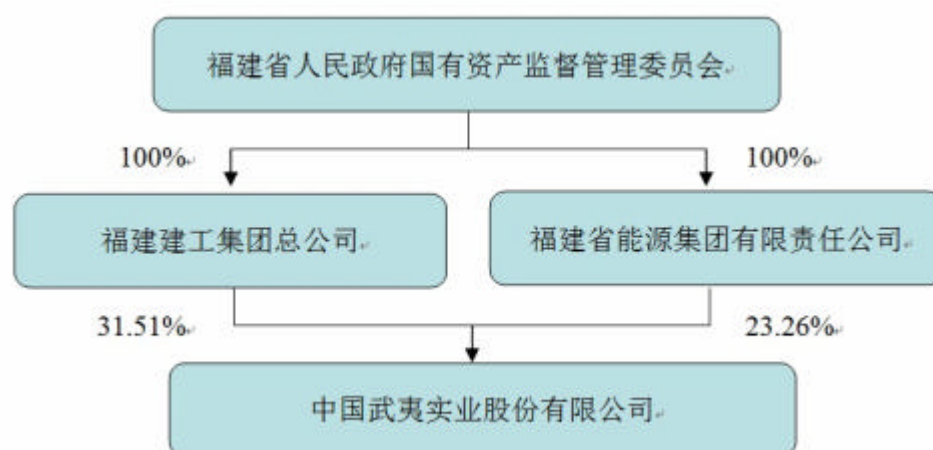 福建省人民政府国有资产监督管理委员会
100%
100%
福建建工集团总公司
福建省能源集团有限责任公司
31.51%
23.26%
中国武夷实业股份有限公司